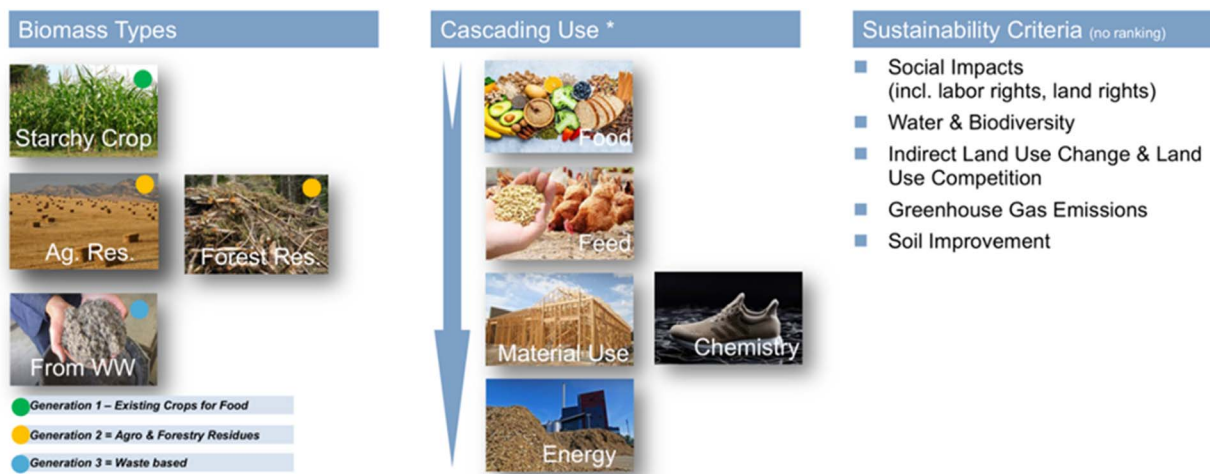 Biomass Types
Starchy Crop
Ag. Res.
Forest Res.
From WW
Generation 1 – Existing Crops for Food
Generation 2 = Agro & Forestry Residues
Generation 3 = Waste based
Cascading Use *
Food
Feed
Material Use
Chemistry
Energy
Sustainability Criteria (no ranking)
Social Impacts
(incl. labor rights, land rights)
Water & Biodiversity
Indirect Land Use Change & Land
Use Competition
Greenhouse Gas Emissions
Soil Improvement